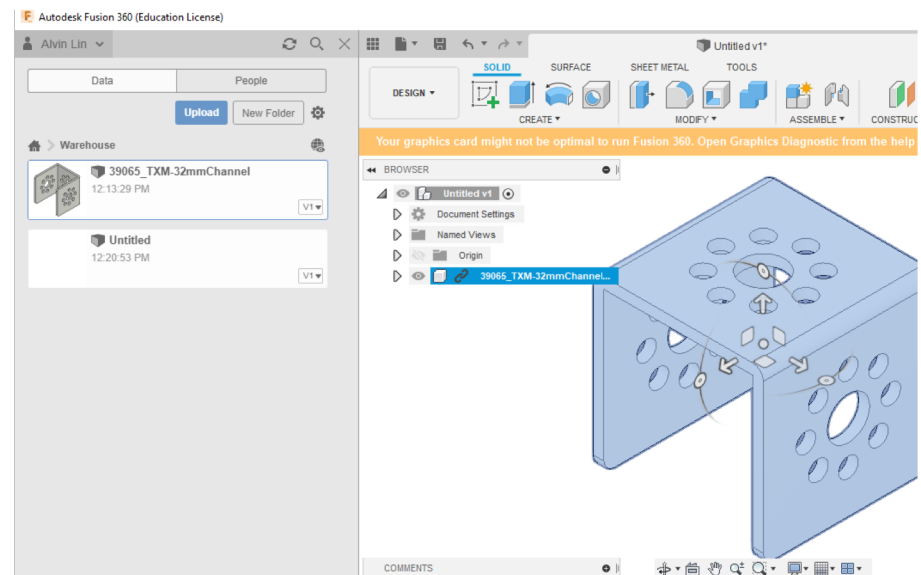 Autodesk Fusion 360 (Education License)
Alvin Lin
Untitled v1*
Data People
SOLID SURFACE SHEET METAL TOOLS
Upload New Folder
DESIGN
CREATE MODIFY ASSEMBLE CONSTRUC
Warehouse
Your graphics card might not be optimal to run Fusion 360. Open Graphics Diagnostic from the help
BROWSER
39065_TXM-32mmChannel
12:13:29 PM
V1
Untitled v1
Document Settings
Named Views
Origin
39065_TXM-32mmChannel...
Untitled
12:20:53 PM
V1
COMMENTS